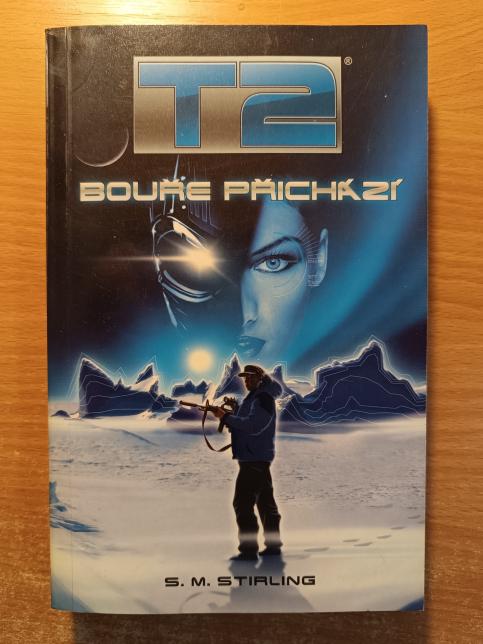 T2®
BOUŘE PŘICHÁZÍ
S. M. STIRLING